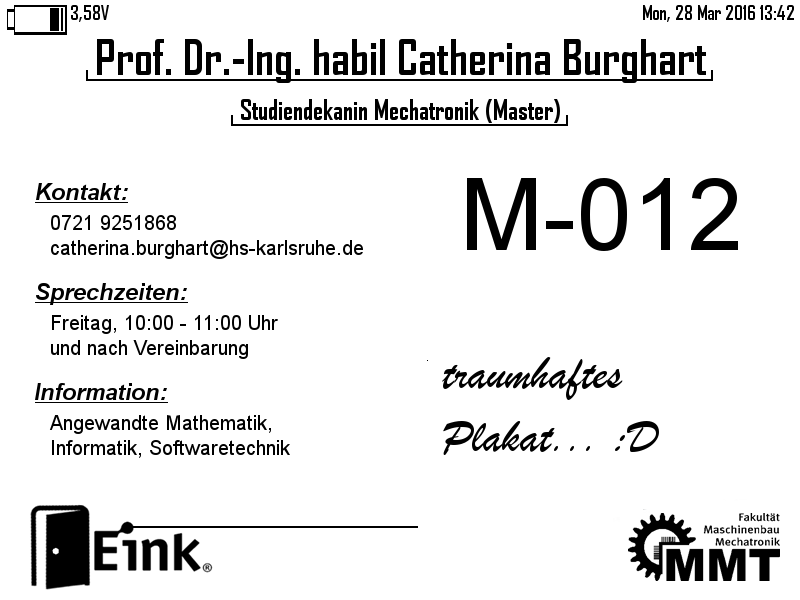 3,58V
Mon, 28 Mar 2016 13:42
Prof. Dr.-Ing. habil Catherina Burghart
Studiendekanin Mechatronik (Master)
Kontakt:
0721 9251868
catherina.burghart@hs-karlsruhe.de
Sprechzeiten:
Freitag, 10:00 - 11:00 Uhr
und nach Vereinbarung
Information:
Angewandte Mathematik,
Informatik, Softwaretechnik
M-012
traumhaftes
Plakat... :D
Eink®
Fakultät
Maschinenbau
Mechatronik
MMT